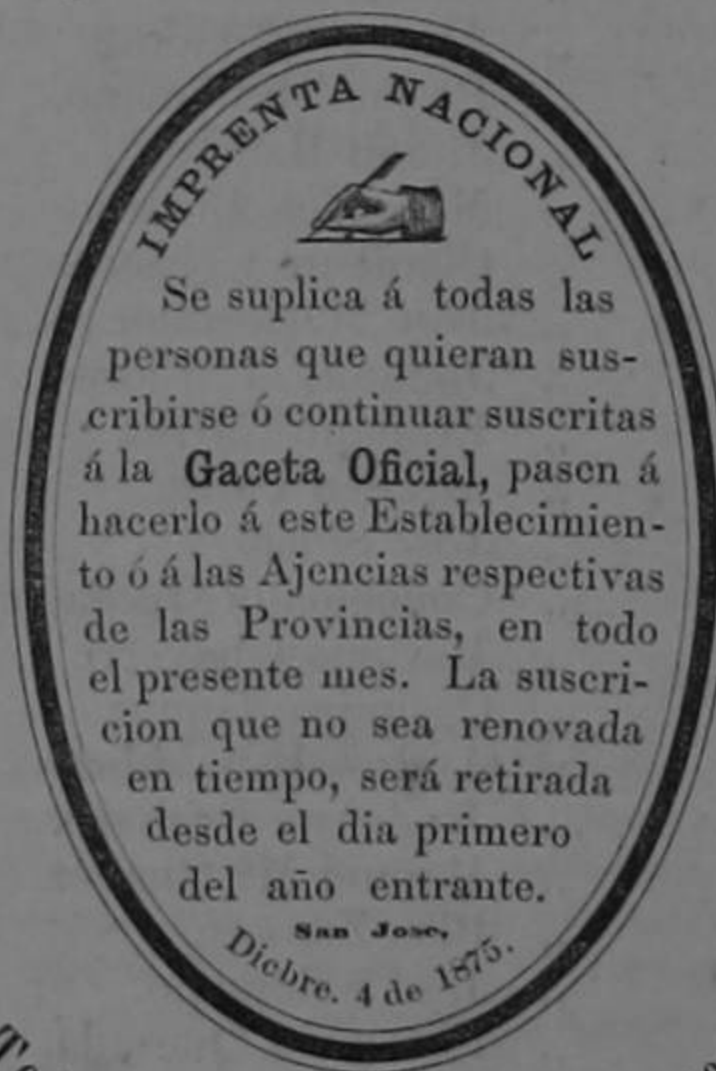 IMPRENTA NACIONAL
Se suplica á todas las
personas que quieran sus-
cribirse ó continuar suscritas
á la Gaceta Oficial, pasen á
hacerlo á este Establecimien-
to ó á las Ajencias respectivas
de las Provincias, en todo
el presente mes. La suscri-
cion que no sea renovada
en tiempo, será retirada
desde el dia primero
del año entrante.
San Jose,
Dicbre. 4 de 1875.